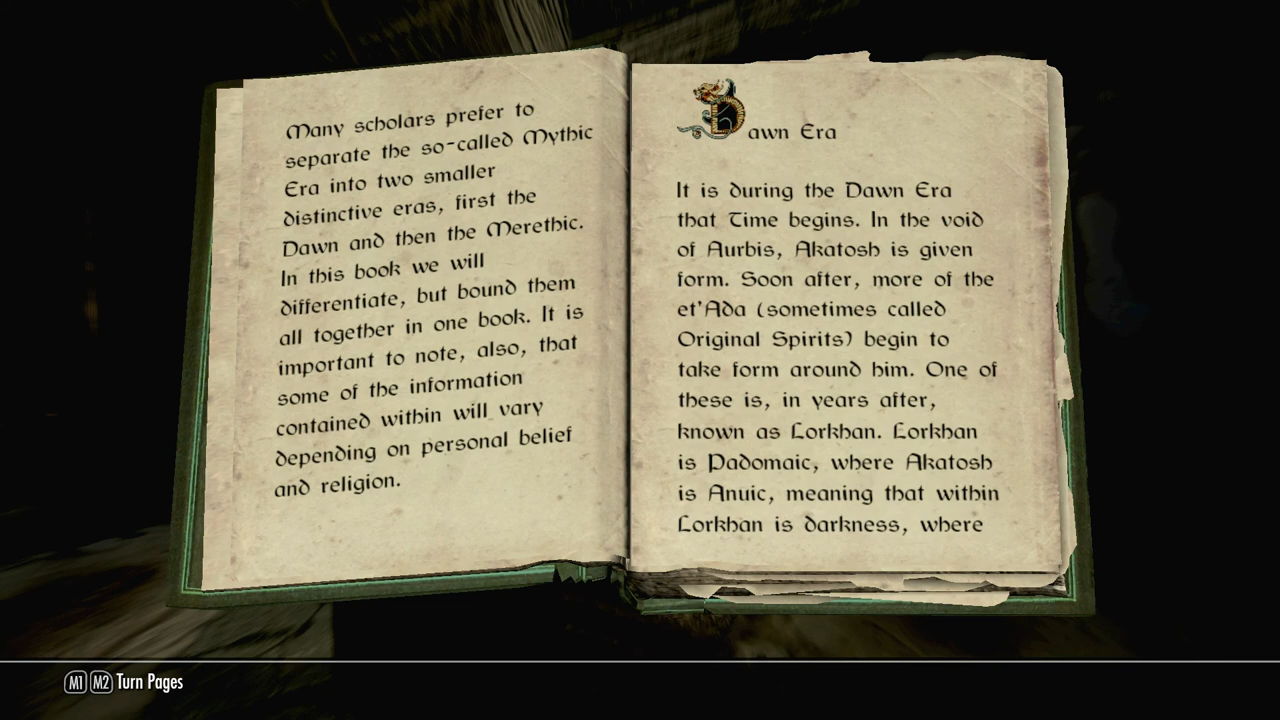 Many scholars prefer to
separate the so-called Mythic
Era into two smaller
distinctive eras, first the
Dawn and then the Merethic.
In this book we will
differentiate, but bound them
all together in one book. It is
important to note, also, that
some of the information
contained within will vary
depending on personal belief
and religion.
Dawn Era
It is during the Dawn Era
that Time begins. In the void
of Aurbis, Akatosh is given
form. Soon after, more of the
et'Ada (sometimes called
Original Spirits) begin to
take form around him. One of
these is, in years after,
known as Lorkhan. Lorkhan
is Padomaic, where Akatosh
is Anuic, meaning that within
Lorkhan is darkness, where
M1 M2 Turn Pages